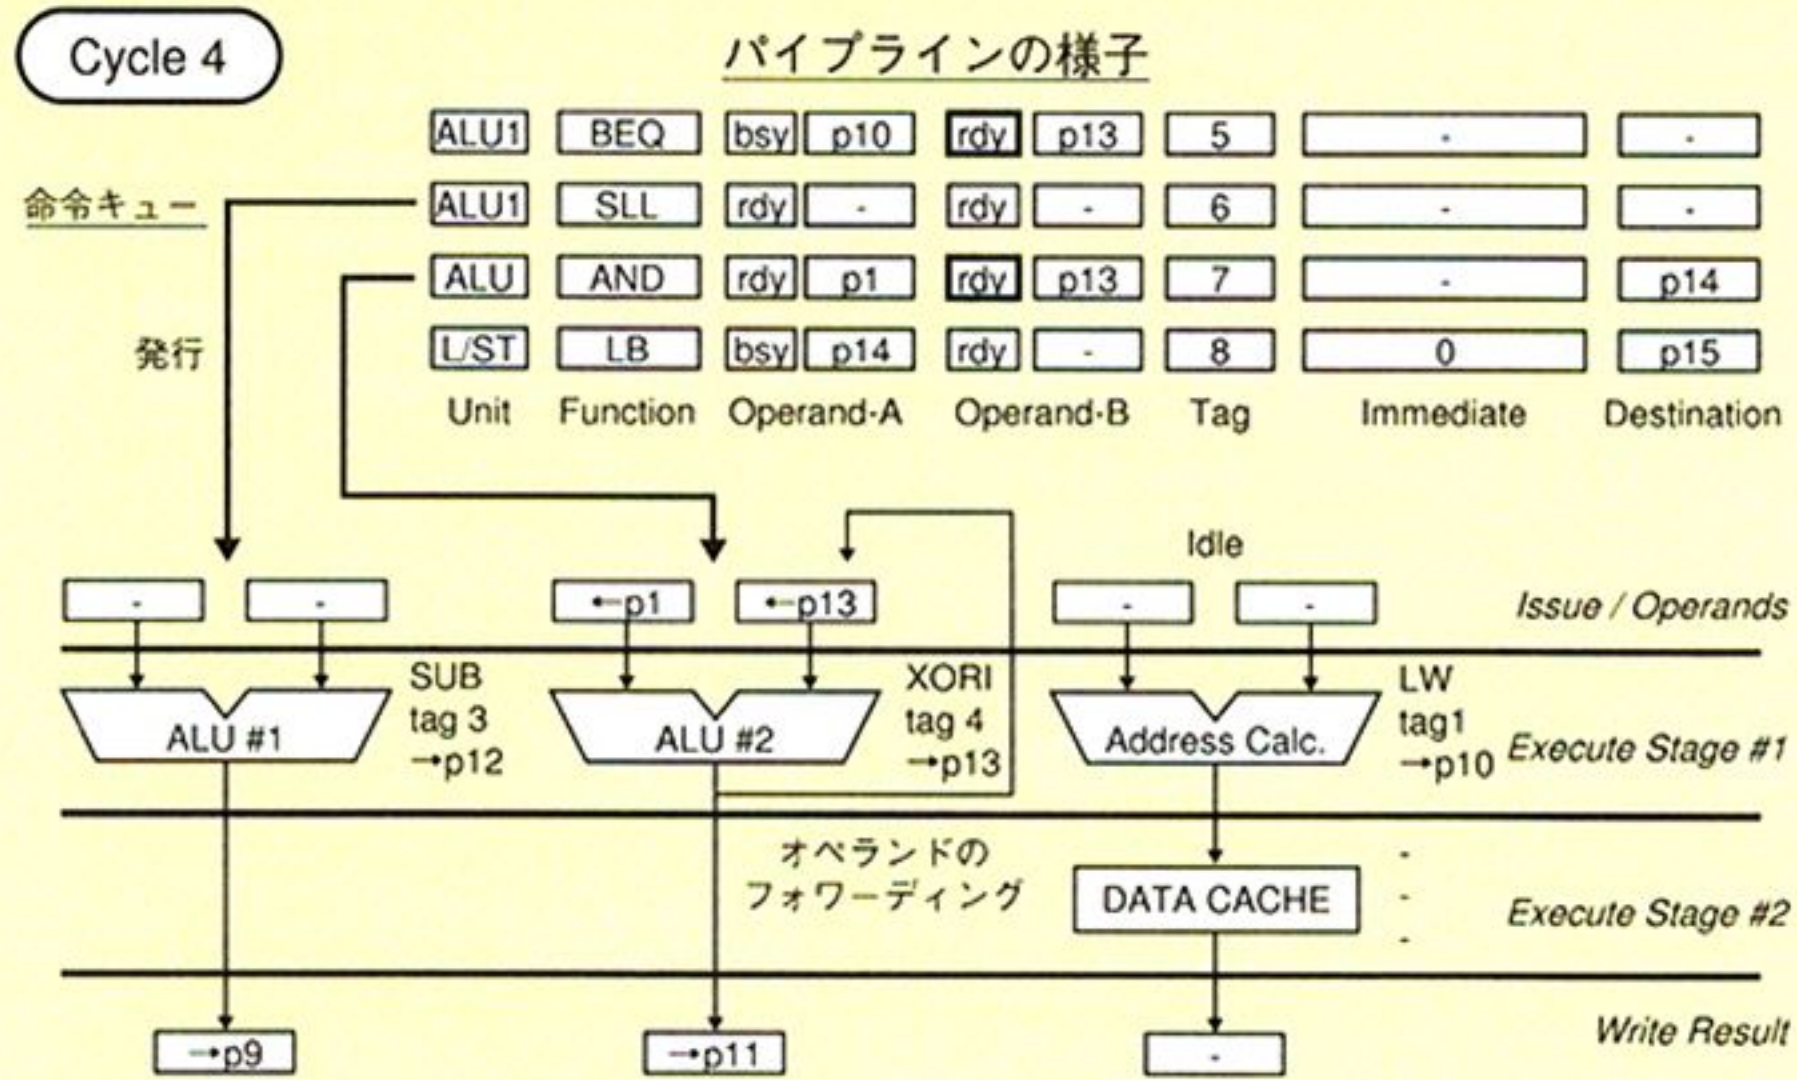 Cycle 4
パイプラインの様子
ALU1 BEQ bsy p10 rdy p13 5 - -
命令キュー
ALU1 SLL rdy - rdy - 6 - -
ALU AND rdy p1 rdy p13 7 - p14
発行
L/ST LB bsy p14 rdy - 8 0 p15
Unit Function Operand-A Operand-B Tag Immediate Destination
Idle
- - ←p1 ←p13 - - Issue / Operands
SUB
tag 3
→p12
ALU #1
XORI
tag 4
→p13
ALU #2
LW
tag1
→p10
Address Calc.
Execute Stage #1
オペランドの
フォワーディング
DATA CACHE
-
-
-
Execute Stage #2
→p9 →p11 - Write Result